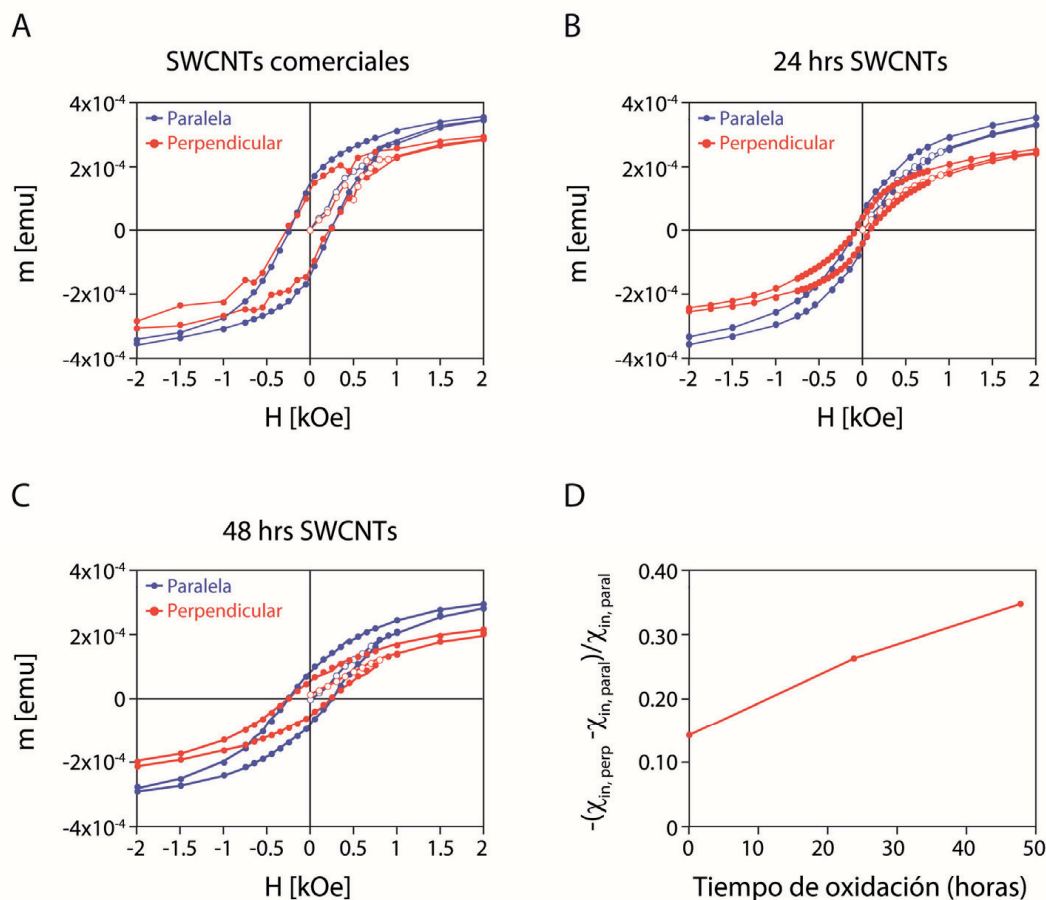 A
SWCNTs comerciales
4x10⁻⁴
2x10⁻⁴
0
-2x10⁻⁴
-4x10⁻⁴
m [emu]
Paralela
Perpendicular
-2 -1.5 -1 -0.5 0 0.5 1 1.5 2
H [kOe]
B
24 hrs SWCNTs
4x10⁻⁴
2x10⁻⁴
0
-2x10⁻⁴
-4x10⁻⁴
m [emu]
Paralela
Perpendicular
-2 -1.5 -1 -0.5 0 0.5 1 1.5 2
H [kOe]
C
48 hrs SWCNTs
4x10⁻⁴
2x10⁻⁴
0
-2x10⁻⁴
-4x10⁻⁴
m [emu]
Paralela
Perpendicular
-2 -1.5 -1 -0.5 0 0.5 1 1.5 2
H [kOe]
D
0.40
0.30
0.20
0.10
0
-(χin, perp -χin, paral)/χin, paral
0 10 20 30 40 50
Tiempo de oxidación (horas)